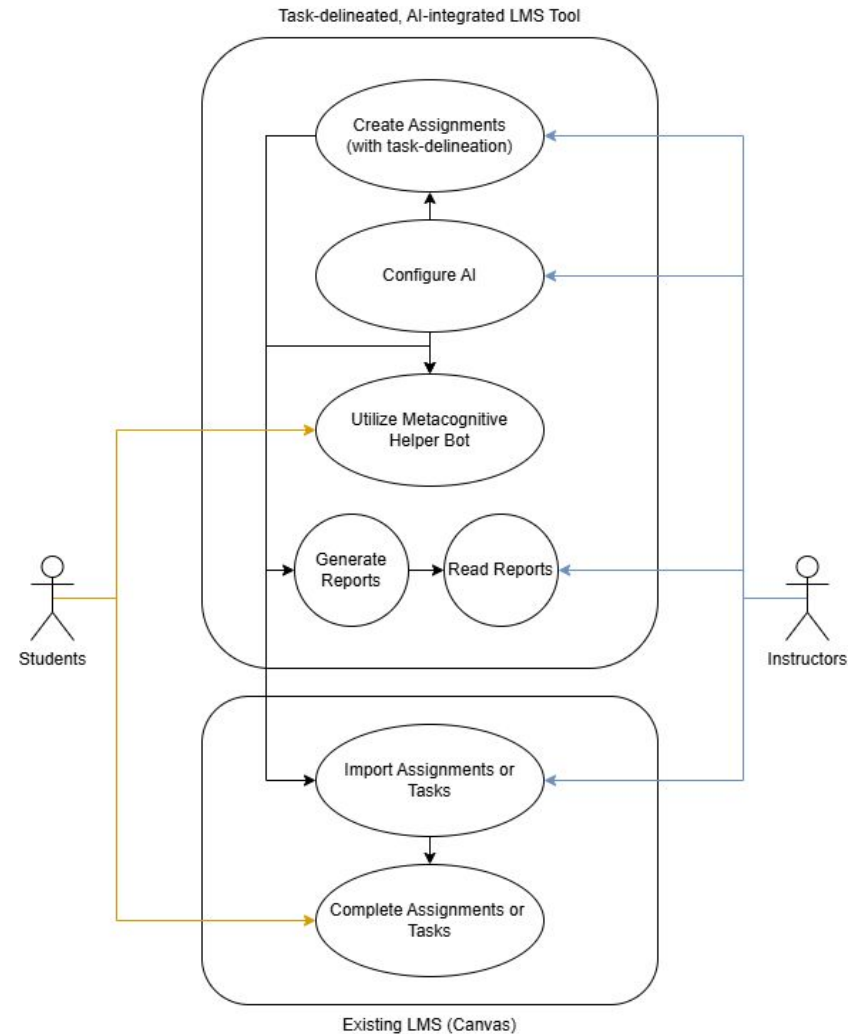 Task-delineated, AI-integrated LMS Tool
Create Assignments
(with task-delineation)
Configure AI
Utilize Metacognitive
Helper Bot
Generate
Reports
Read Reports
Students
Instructors
Import Assignments or
Tasks
Complete Assignments or
Tasks
Existing LMS (Canvas)